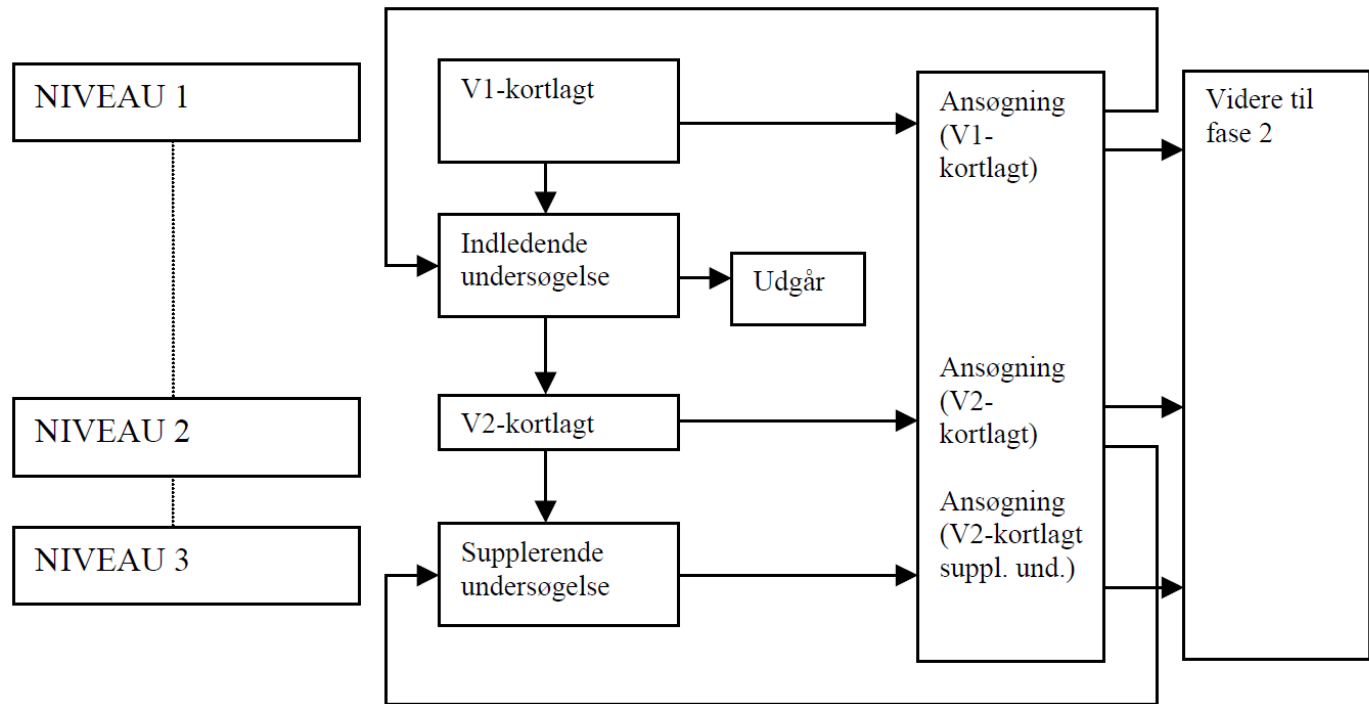 NIVEAU 1
V1-kortlagt
Ansøgning
(V1-
kortlagt)
Videre til
fase 2
Indledende
undersøgelse
Udgår
NIVEAU 2
V2-kortlagt
Ansøgning
(V2-
kortlagt)
NIVEAU 3
Supplerende
undersøgelse
Ansøgning
(V2-kortlagt
suppl. und.)